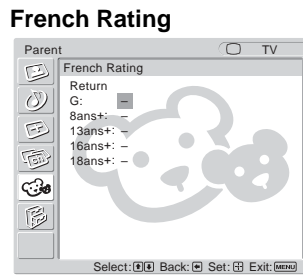 French Rating
Parent TV
French Rating
Return
G: –
8ans+: –
13ans+: –
16ans+: –
18ans+: –
Select: Back: Set: Exit: MENU